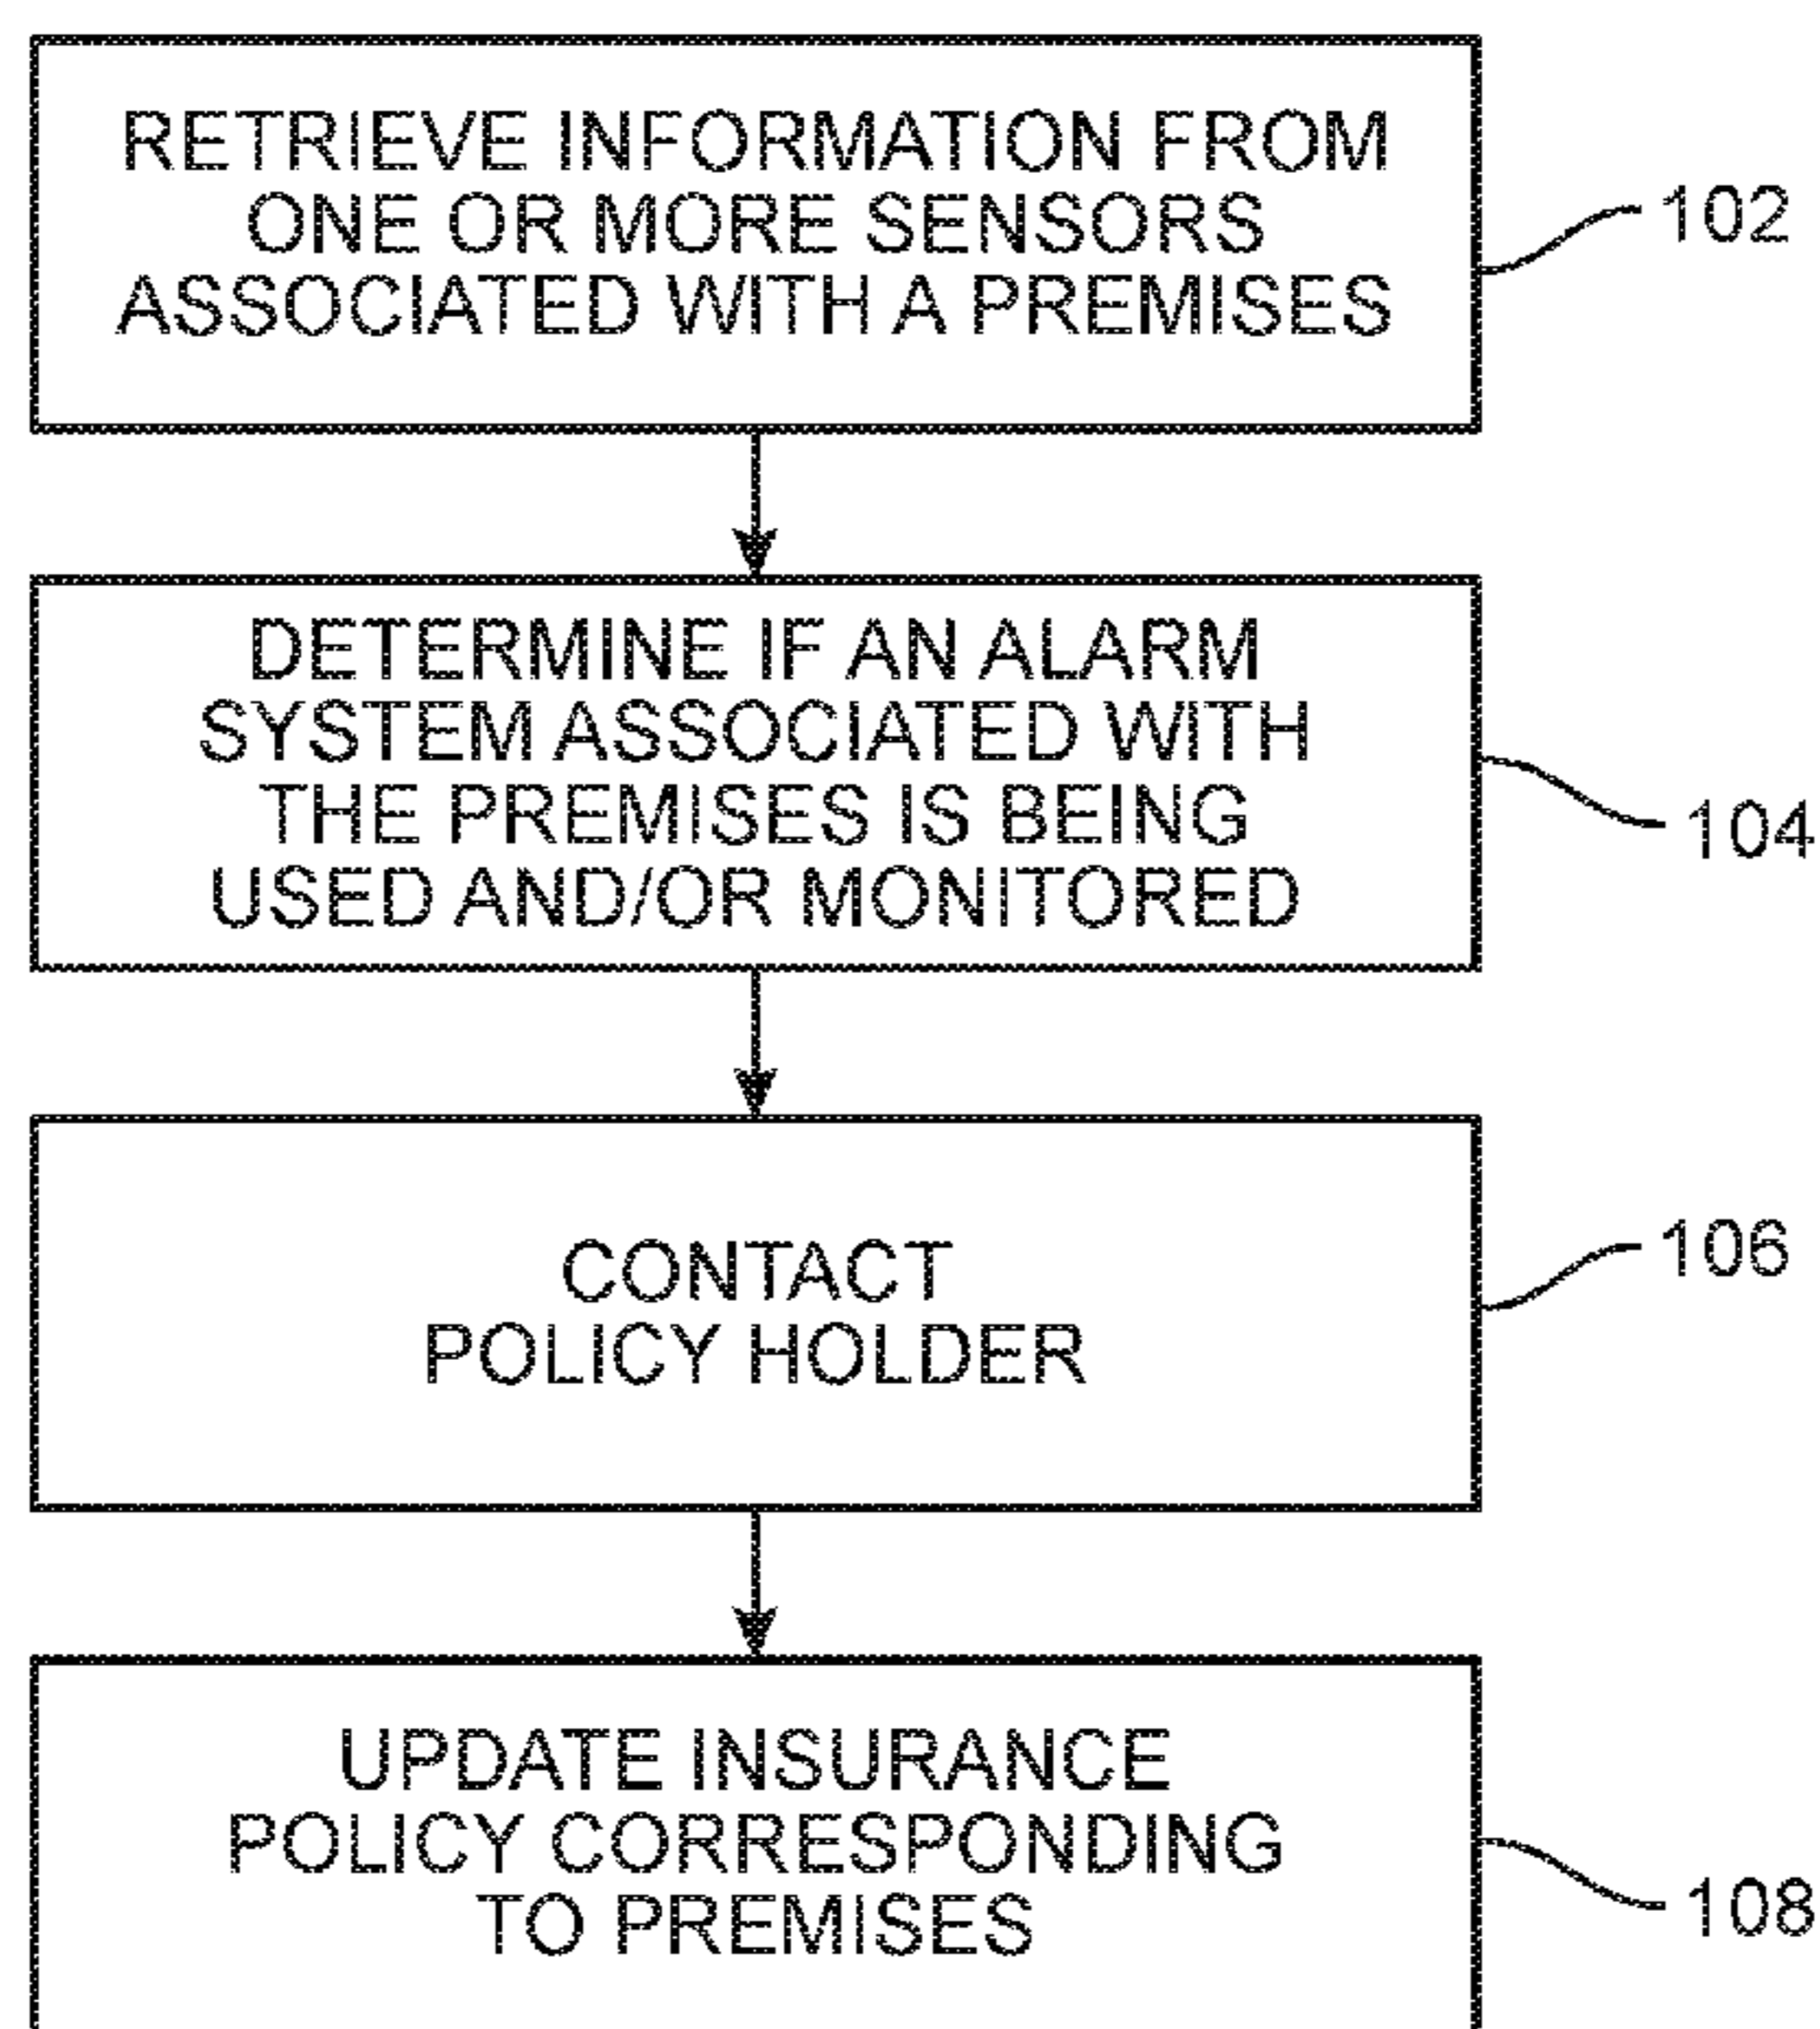 RETRIEVE INFORMATION FROM
ONE OR MORE SENSORS
ASSOCIATED WITH A PREMISES
102
DETERMINE IF AN ALARM
SYSTEM ASSOCIATED WITH
THE PREMISES IS BEING
USED AND/OR MONITORED
104
CONTACT
POLICY HOLDER
106
UPDATE INSURANCE
POLICY CORRESPONDING
TO PREMISES
108